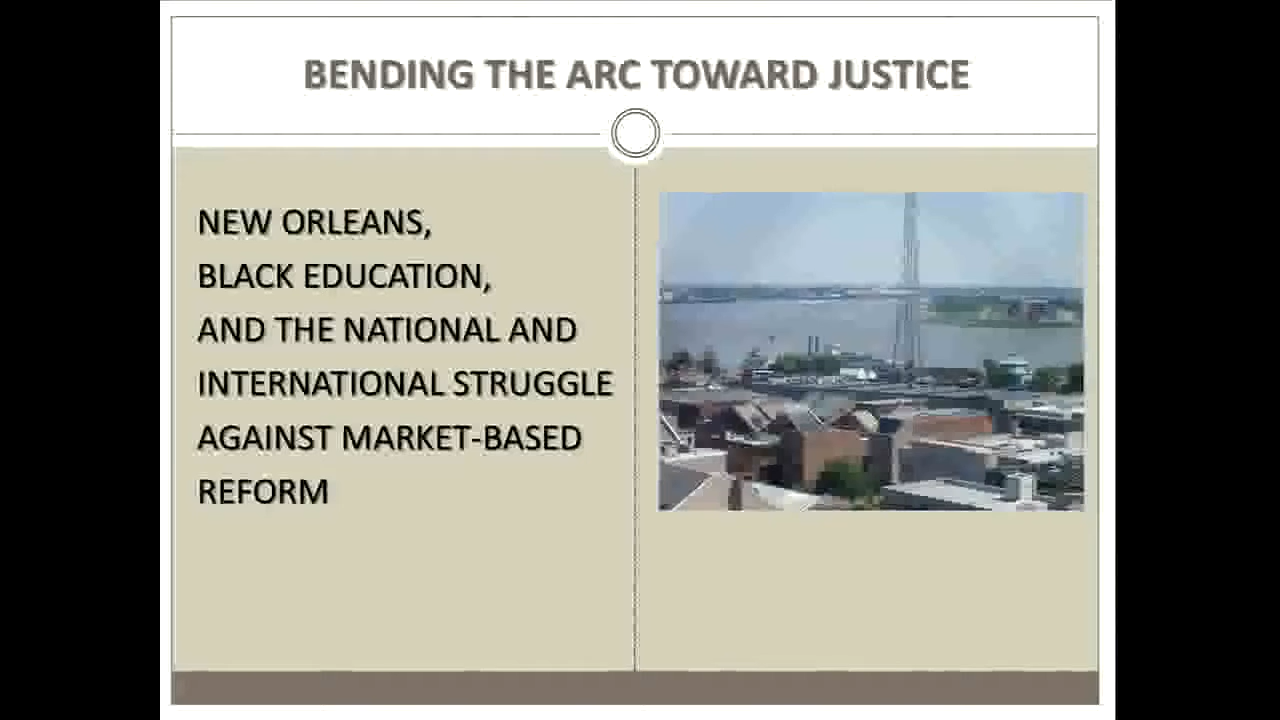 BENDING THE ARC TOWARD JUSTICE
NEW ORLEANS,
BLACK EDUCATION,
AND THE NATIONAL AND
INTERNATIONAL STRUGGLE
AGAINST MARKET-BASED
REFORM